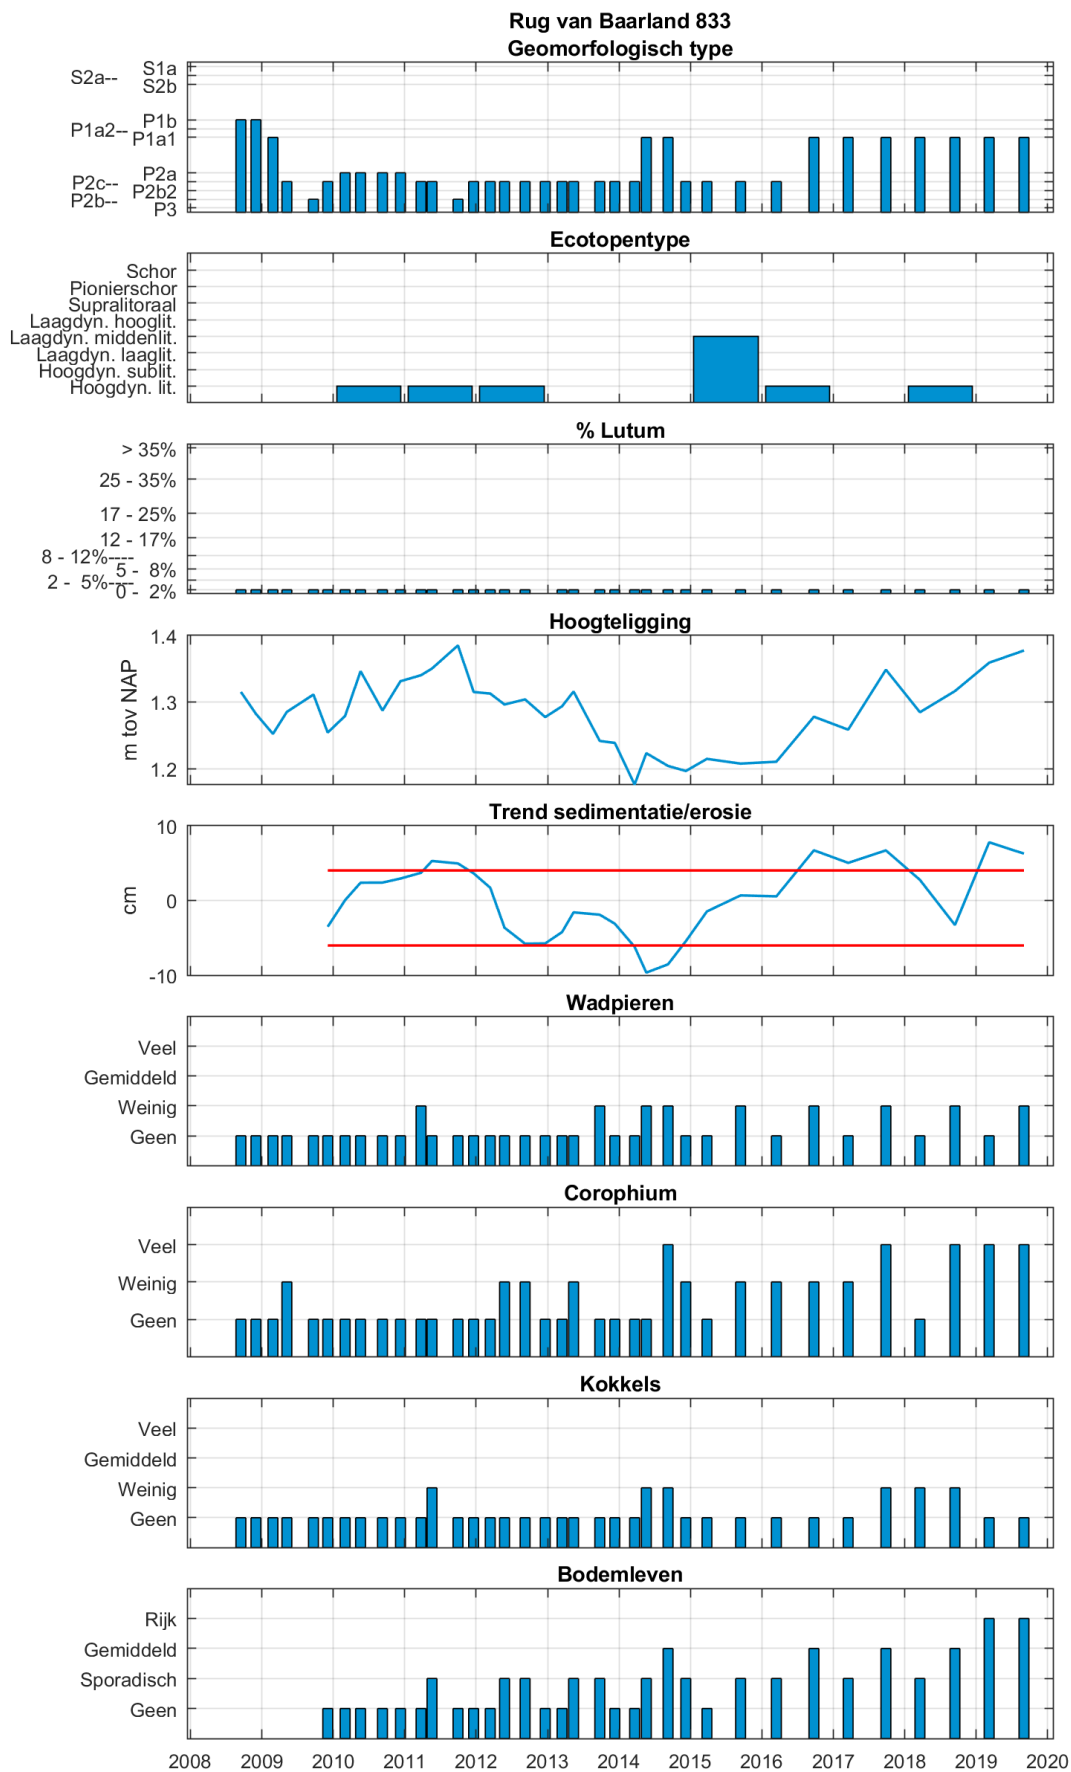 Rug van Baarland 833
Geomorfologisch type
S1a
S2a--
S2b
P1b
P1a2--
P1a1
P2a
P2c--
P2b2
P2b--
P3
Ecotopentype
Schor
Pionierschor
Supralitoraal
Laagdyn. hooglit.
Laagdyn. middenlit.
Laagdyn. laaglit.
Hoogdyn. sublit.
Hoogdyn. lit.
% Lutum
> 35%
25 - 35%
17 - 25%
12 - 17%
8 - 12%----
5 - 8%
2 - 5%----
0 - 2%
Hoogteligging
m tov NAP
1.4
1.3
1.2
Trend sedimentatie/erosie
cm
10
0
-10
Wadpieren
Veel
Gemiddeld
Weinig
Geen
Corophium
Veel
Weinig
Geen
Kokkels
Veel
Gemiddeld
Weinig
Geen
Bodemleven
Rijk
Gemiddeld
Sporadisch
Geen
2008 2009 2010 2011 2012 2013 2014 2015 2016 2017 2018 2019 2020